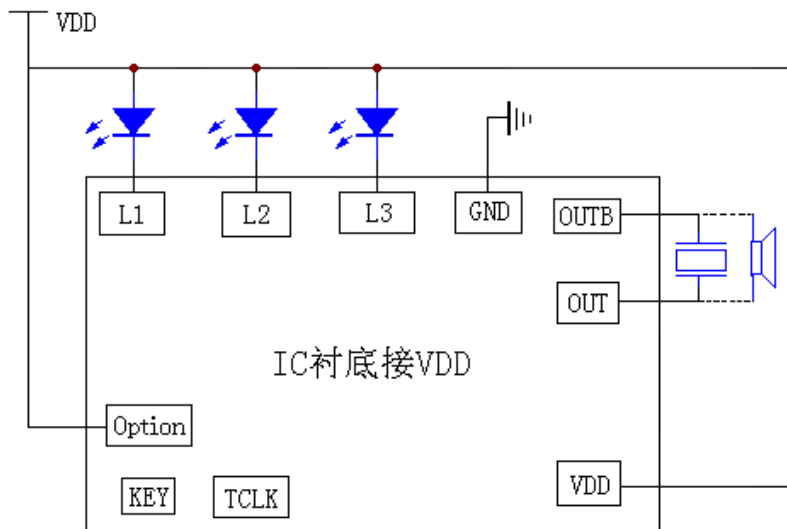 VDD
L1
L2
L3
GND
OUTB
OUT
IC衬底接VDD
Option
KEY
TCLK
VDD